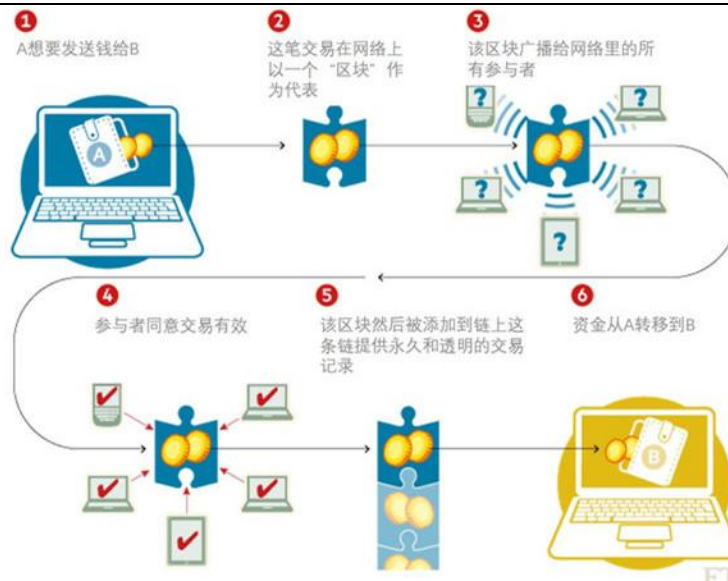 1
A想要发送钱给B
2
这笔交易在网络上
以一个“区块”作
为代表
3
该区块广播给网络里的所
有参与者
A
?
?
?
?
?
4
参与者同意交易有效
5
该区块然后被添加到链上这
条链提供永久和透明的交易
记录
6
资金从A转移到B
B